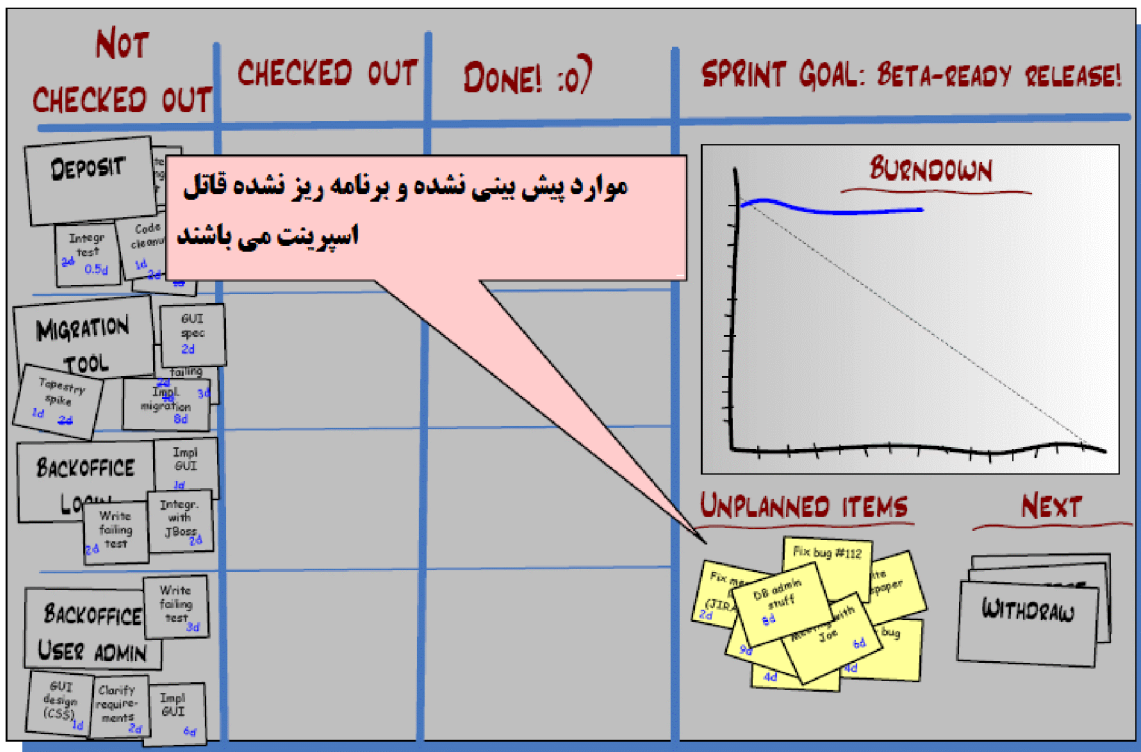 NOT
CHECKED OUT
CHECKED OUT
DONE! :o)
SPRINT GOAL: BETA-READY RELEASE!
موارد پیش بینی نشده و برنامه ریز نشده قاتل
اسپرینت می باشند
DEPOSIT
Integr
test
2d
0.5d
Code
1d
2d
MIGRATION
TOOL
GUI
spec
2d
failing
2d
3d
Tapestry
spike
1d
2d
Impl.
migration
8d
BACKOFFICE
Impl
GUI
1d
Write
failing
test
2d
Integr.
with
JBoss
2d
BACKOFFICE
USER ADMIN
Write
failing
test
3d
GUI
design
(CSS)
1d
Clarify
require-
ments
2d
Impl
GUI
6d
BURNDOWN
UNPLANNED ITEMS
NEXT
Fix bug #112
Fix
2d
DB admin
stuff
8d
Meeting with
Joe
6d
bug
9d
4d
4d
WITHDRAW